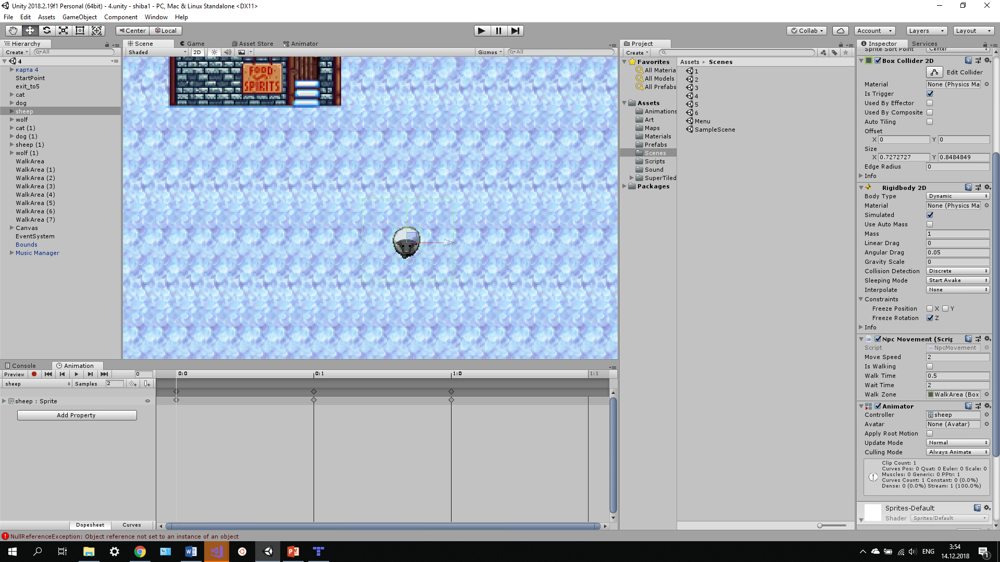 Unity 2018.2.19f1 Personal (64bit) - 4.unity - shiba1 - PC, Mac & Linux Standalone <DX11>
File Edit Assets GameObject Component Window Help
Center Local
Collab Account Layers Layout
Hierarchy
Create All
4
карта 4
StartPoint
exit_to5
cat
dog
sheep
wolf
cat (1)
dog (1)
sheep (1)
wolf (1)
WalkArea
WalkArea (1)
WalkArea (2)
WalkArea (3)
WalkArea (4)
WalkArea (5)
WalkArea (6)
WalkArea (7)
Canvas
EventSystem
Bounds
Music Manager
Scene Game Asset Store Animator
Shaded 2D Gizmos All
FOOD
SPIRITS
Console Animation
Preview 0
sheep Samples 2
0:0 0:1 1:0 1:1
sheep : Sprite
Add Property
Dopesheet Curves
Project
Create
Favorites
All Materia
All Models
All Prefabs
Assets
Animations
Art
Maps
Materials
Prefabs
Scenes
Scripts
Sound
SuperTiled
Packages
Assets Scenes
1
2
3
4
5
6
Menu
SampleScene
Inspector Services
Sprite Sort Point Center
Box Collider 2D
Edit Collider
Material None (Physics Ma
Is Trigger
Used By Effector
Used By Composite
Auto Tiling
Offset
X 0 Y 0
Size
X 0.7272727 Y 0.8484849
Edge Radius 0
Info
Rigidbody 2D
Body Type Dynamic
Material None (Physics Ma
Simulated
Use Auto Mass
Mass 1
Linear Drag 0
Angular Drag 0.05
Gravity Scale 0
Collision Detection Discrete
Sleeping Mode Start Awake
Interpolate None
Constraints
Freeze Position X Y
Freeze Rotation Z
Info
Npc Movement (Scrip
Script NpcMovement
Move Speed 2
Is Walking
Walk Time 0.5
Wait Time 2
Walk Zone WalkArea (Box
Animator
Controller sheep
Avatar None (Avatar)
Apply Root Motion
Update Mode Normal
Culling Mode Always Animate
Clip Count: 1
Curves Pos: 0 Quat: 0 Euler: 0 Scale: 0
Muscles: 0 Generic: 0 PPtr: 1
Curves Count: 1 Constant: 0 (0.0%)
Dense: 0 (0.0%) Stream: 1 (100.0%)
Sprites-Default
Shader Sprites/Default
NullReferenceException: Object reference not set to an instance of an object
ENG
3:54
14.12.2018
1